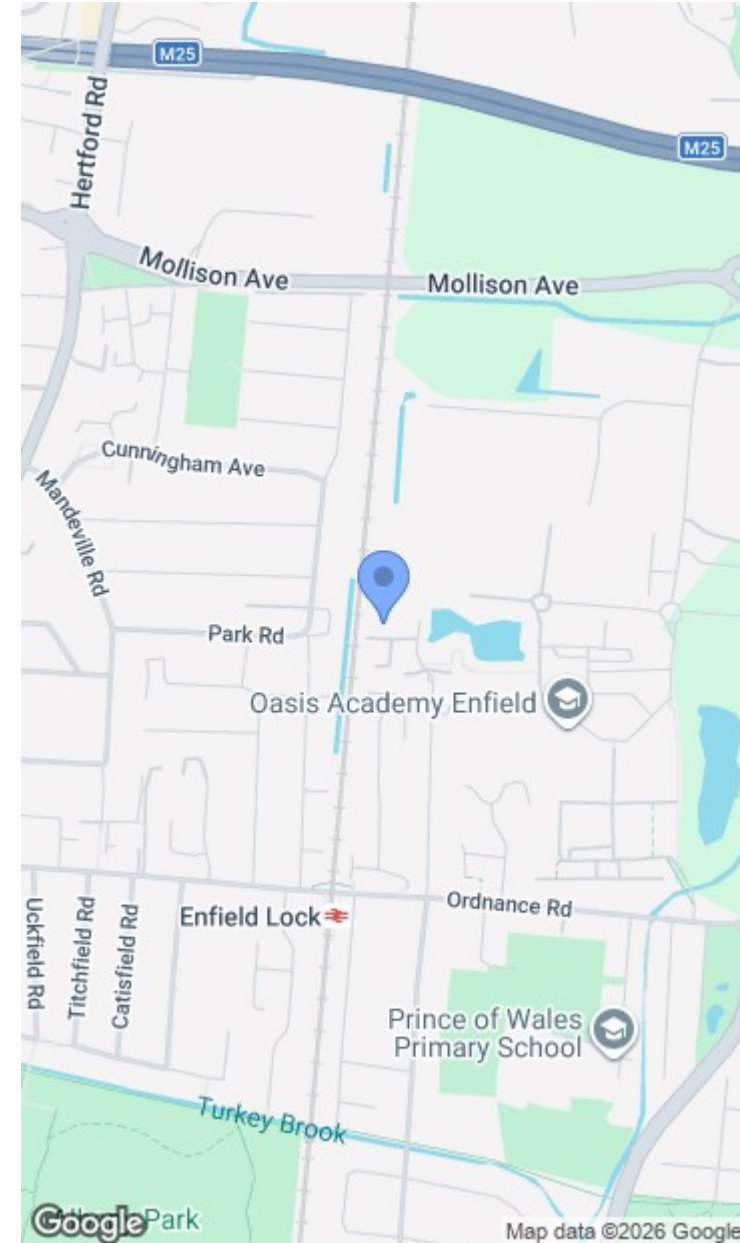 M25
Hertford Rd
M25
Mollison Ave
Mollison Ave
Cunningham Ave
Mandeville Rd
Park Rd
Oasis Academy Enfield
Ordnance Rd
Enfield Lock
Uckfield Rd
Titchfield Rd
Catisfield Rd
Prince of Wales
Primary School
Turkey Brook
Park
Google
Map data ©2026 Google